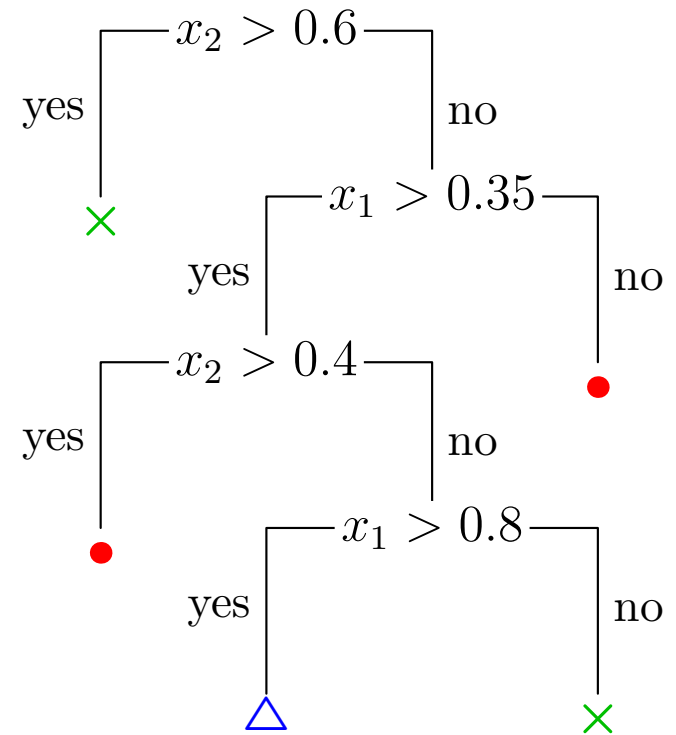 x₂ > 0.6
yes
no
x₁ > 0.35
yes
no
x₂ > 0.4
yes
no
x₁ > 0.8
yes
no